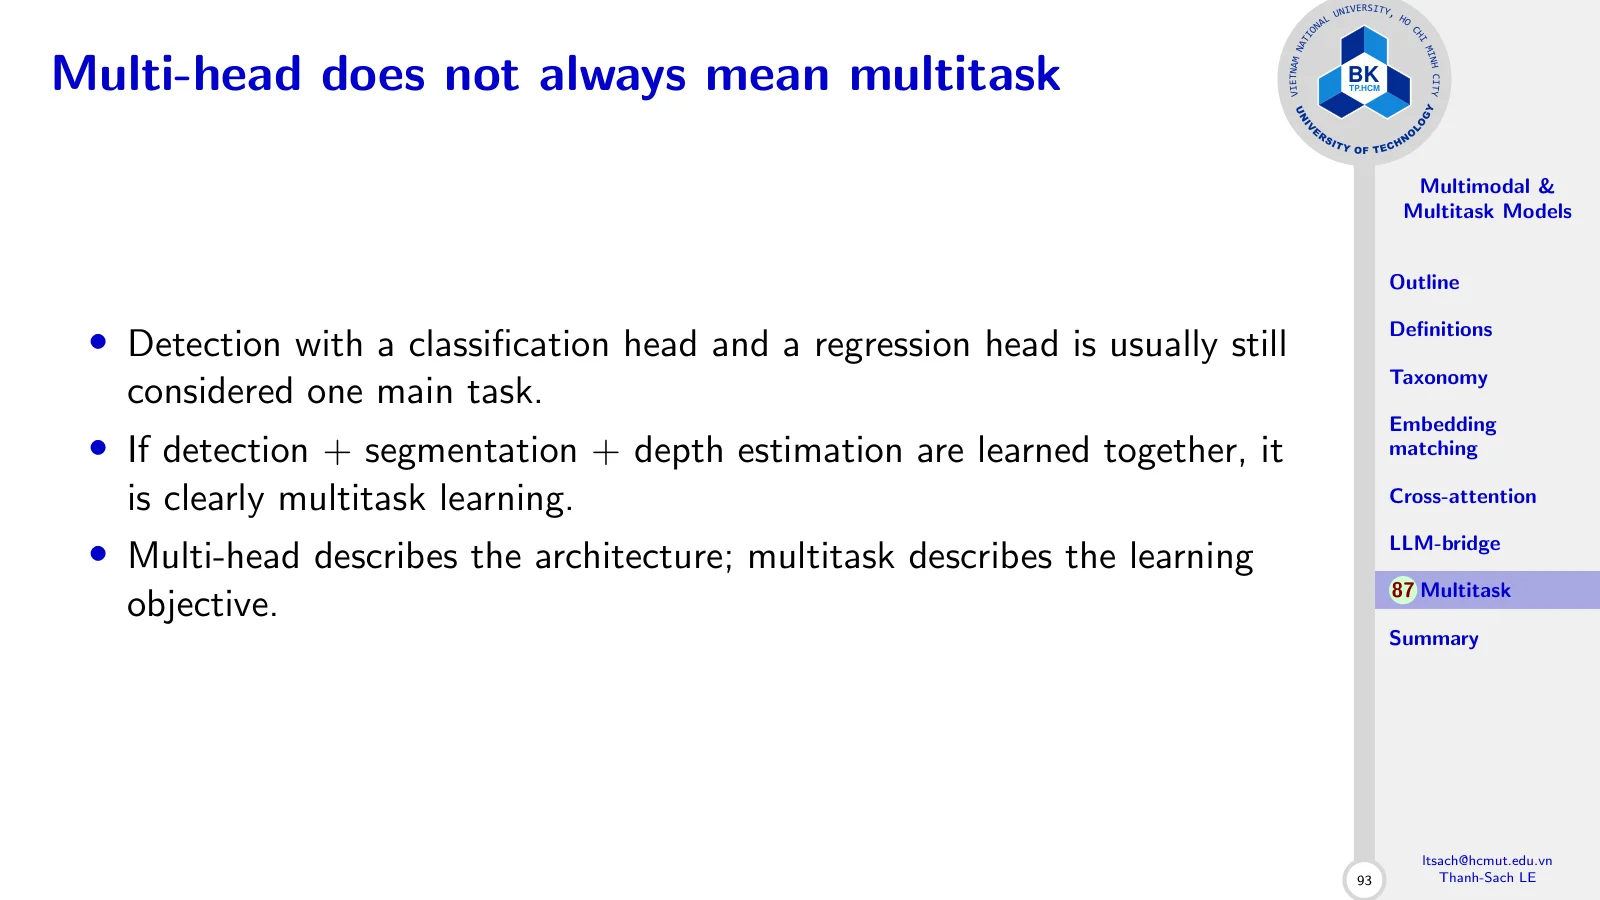 Multi-head does not always mean multitask
• Detection with a classification head and a regression head is usually still
considered one main task.
• If detection + segmentation + depth estimation are learned together, it
is clearly multitask learning.
• Multi-head describes the architecture; multitask describes the learning
objective.
VIETNAM NATIONAL UNIVERSITY, HO CHI MINH CITY
BK
TP.HCM
UNIVERSITY OF TECHNOLOGY
Multimodal &
Multitask Models
Outline
Definitions
Taxonomy
Embedding
matching
Cross-attention
LLM-bridge
87 Multitask
Summary
ltsach@hcmut.edu.vn
Thanh-Sach LE
93